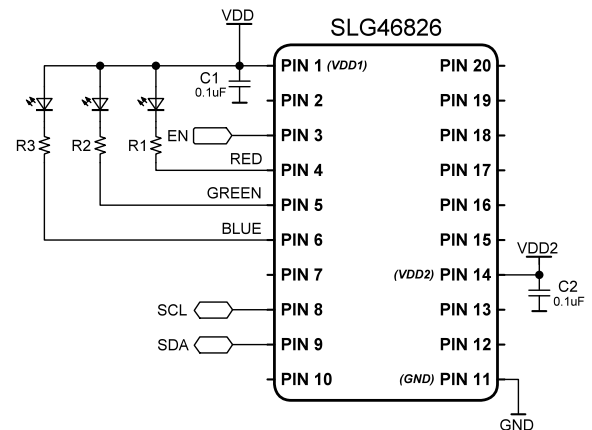 VDD
SLG46826
C1
0.1uF
PIN 1 (VDD1)
PIN 20
PIN 2
PIN 19
EN
PIN 3
PIN 18
R3
R2
R1
RED
PIN 4
PIN 17
GREEN
PIN 5
PIN 16
BLUE
PIN 6
PIN 15
VDD2
PIN 7
(VDD2) PIN 14
C2
0.1uF
SCL
PIN 8
PIN 13
SDA
PIN 9
PIN 12
PIN 10
(GND) PIN 11
GND